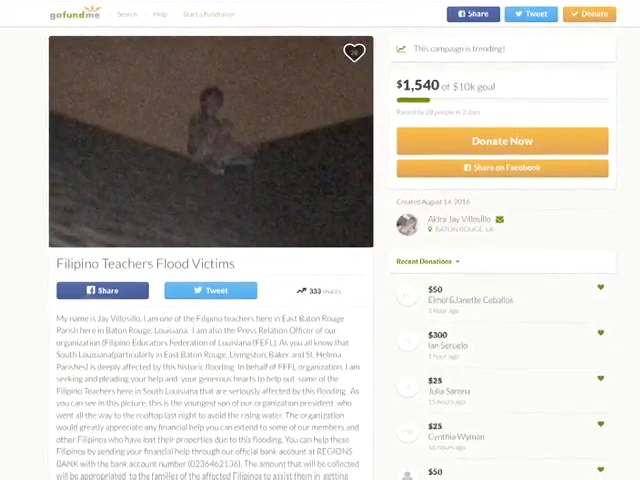 gofundme Search Help Start a Fundraiser Share Tweet Donate
28
This campaign is trending!
$1,540 of $10k goal
Raised by 28 people in 2 days
Donate Now
Share on Facebook
Created August 14, 2016
Akira Jay Villosillo
BATON ROUGE, LA
Filipino Teachers Flood Victims
Share Tweet 333 shares
My name is Jay Villosillo. I am one of the Filipino teachers here in East Baton Rouge
Parish here in Baton Rouge, Louisiana. I am also the Press Relation Officer of our
organization (Filipino Educators Federation of Louisiana (FEFL). As you all know that
South Louisiana(particularly in East Baton Rouge, Livingston, Baker and St. Helena
Parishes) is deeply affected by this historic flooding. In behalf of FFFL organization, I am
seeking and pleading your help and your generous hearts to help out some of the
Filipino Teachers here in South Louisiana that are seriously affected by this flooding. As
you can see in this picture, this is the youngest son of our organization president who
went all the way to the rooftop last night to avoid the rising water. The organization
would greatly appreciate any financial help you can extend to some of our members and
other Filipinos who have lost their properties due to this flooding. You can help these
Filipinos by sending your financial help through our official bank account at REGIONS
BANK with the bank account number (0236462136). The amount that will be collected
will be appropriated to the families of the affected Filipinos to assist them in getting
Recent Donations
$50
Elmer&Janette Ceballos
1 hour ago
$300
Ian Seruelo
1 hour ago
$25
Julia Sarona
15 hours ago
$25
Cynthia Wyman
hours ago
$50